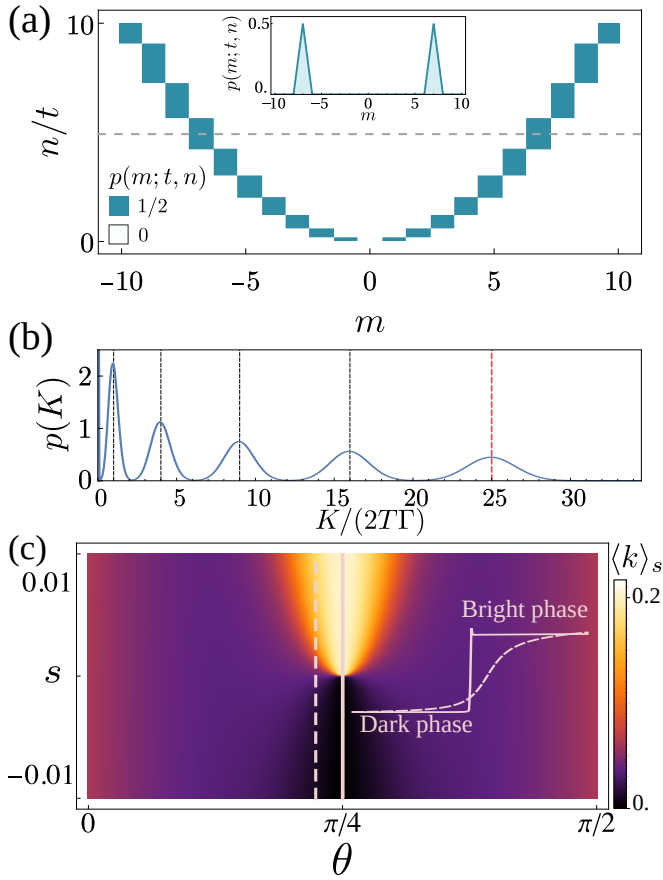 (a)
n/t
10
0
p(m; t, n)
1/2
0
p(m; t, n)
0.5
0.
−10 −5 0 5 10
m
−10 −5 0 5 10
m
(b)
p(K)
2
1
0
0 5 10 15 20 25 30
K/(2TΓ)
(c)
s
0.01
−0.01
Bright phase
Dark phase
0 π/4 π/2
θ
⟨k⟩s
0.2
0.